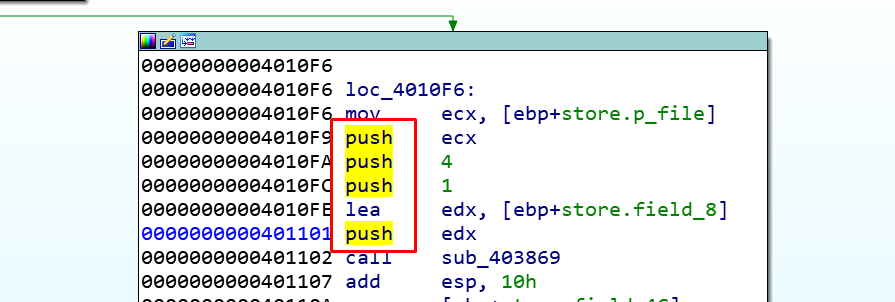 00000000004010F6
00000000004010F6 loc_4010F6:
00000000004010F6 mov ecx, [ebp+store.p_file]
00000000004010F9 push ecx
00000000004010FA push 4
00000000004010FC push 1
00000000004010FE lea edx, [ebp+store.field_8]
0000000000401101 push edx
0000000000401102 call sub_403869
0000000000401107 add esp, 10h